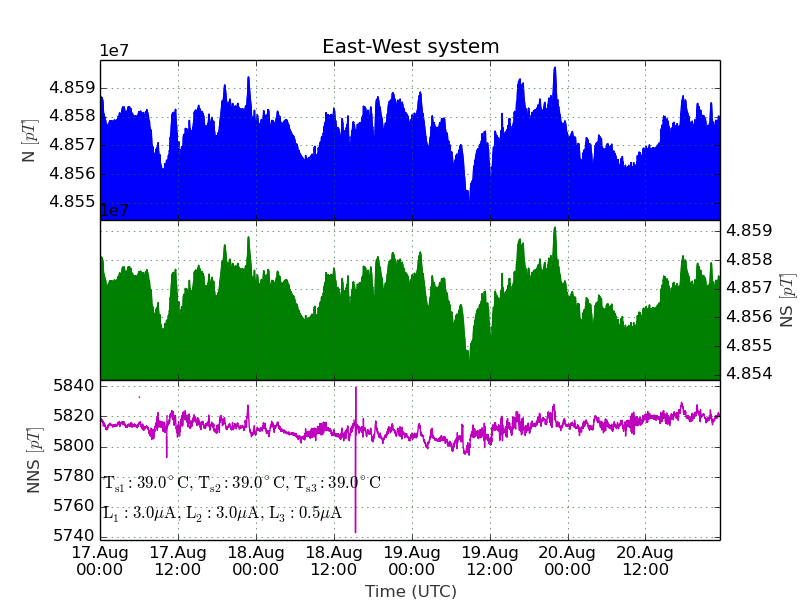 East-West system
1e7
4.859
4.858
4.857
4.856
4.855
N [pT]
1e7
4.859
4.858
4.857
4.856
4.855
4.854
NS [pT]
5840
5820
5800
5780
5760
5740
NNS [pT]
T_s1 : 39.0°C, T_s2 : 39.0°C, T_s3 : 39.0°C
L_1 : 3.0μA, L_2 : 3.0μA, L_3 : 0.5μA
17.Aug 17.Aug 18.Aug 18.Aug 19.Aug 19.Aug 20.Aug 20.Aug
00:00 12:00 00:00 12:00 00:00 12:00 00:00 12:00
Time (UTC)